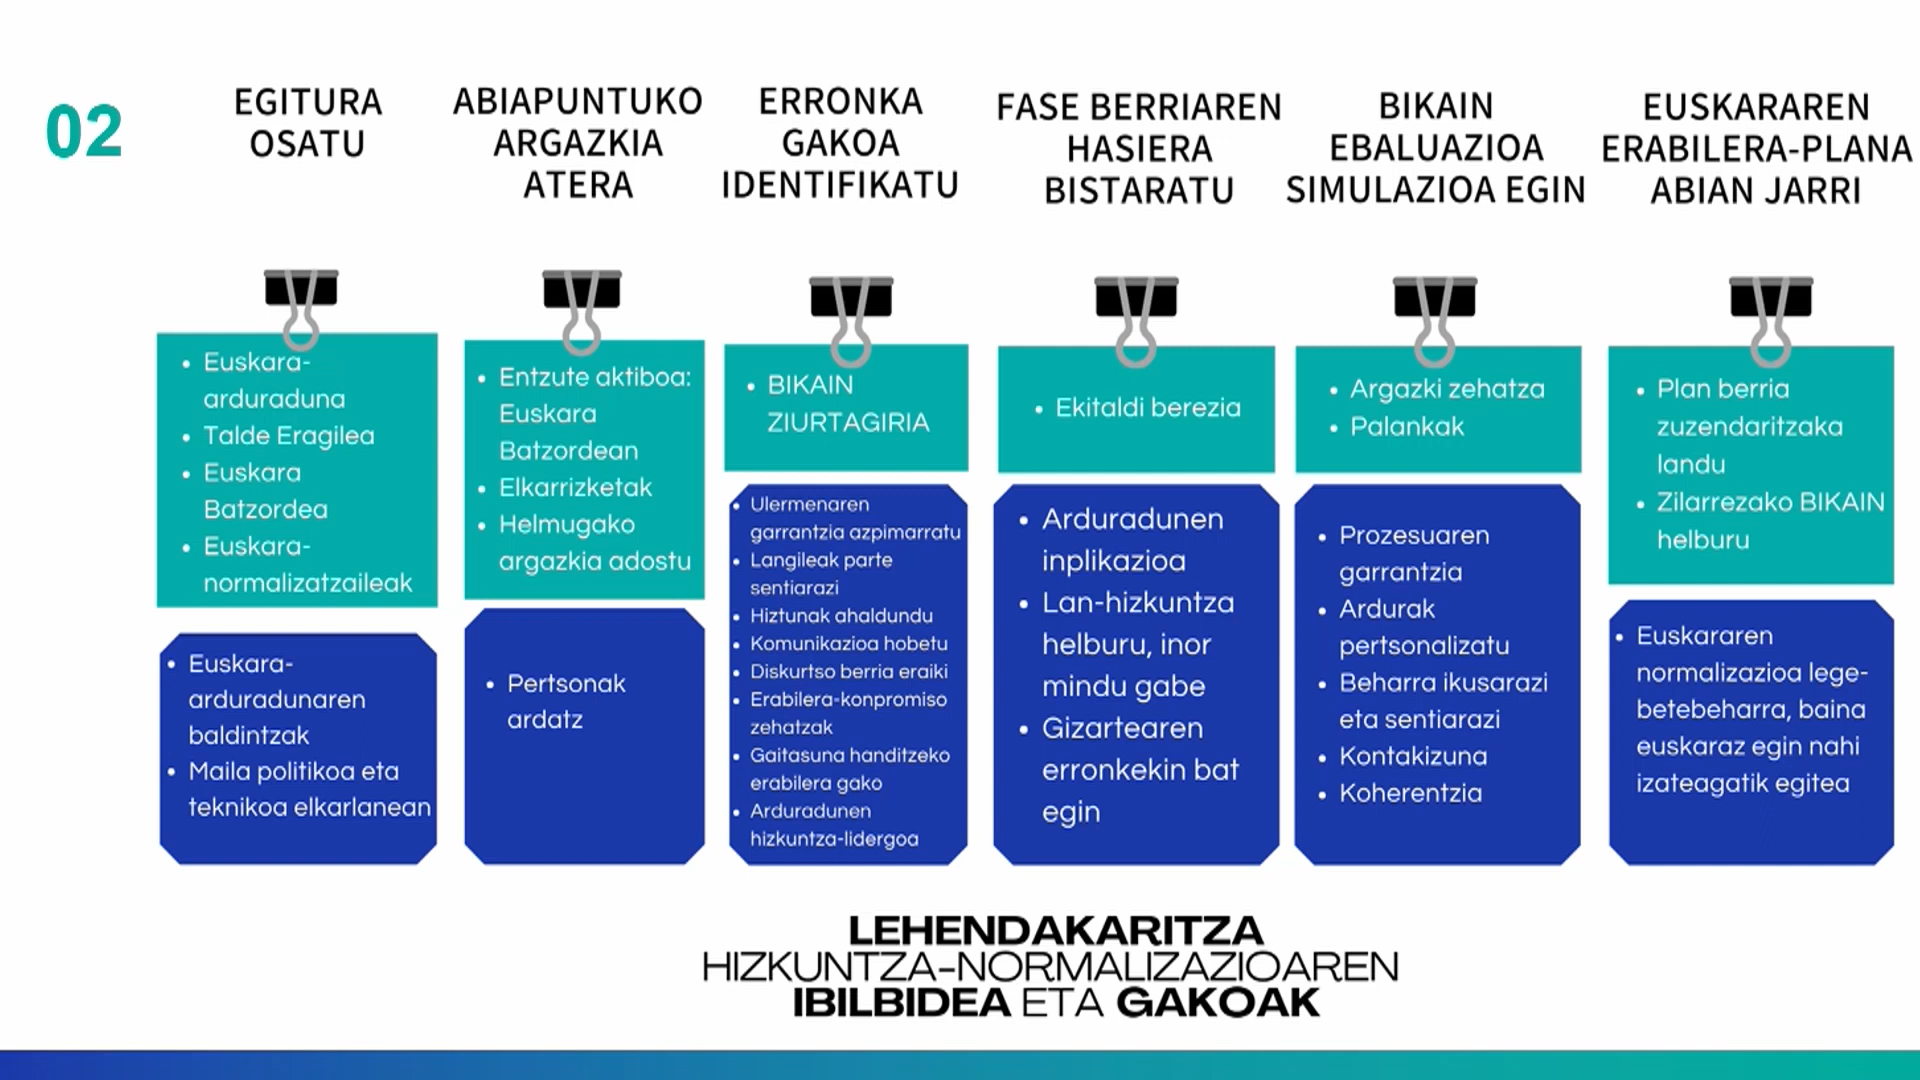 02
EGITURA
OSATU
• Euskara-
arduraduna
• Talde Eragilea
• Euskara
Batzordea
• Euskara-
normalizatzaileak
• Euskara-
arduradunaren
baldintzak
• Maila politikoa eta
teknikoa elkarlanean
ABIAPUNTUKO
ARGAZKIA
ATERA
• Entzute aktiboa:
Euskara
Batzordean
• Elkarrizketak
• Helmugako
argazkia adostu
• Pertsonak
ardatz
ERRONKA
GAKOA
IDENTIFIKATU
• BIKAIN
ZIURTAGIRIA
• Ulermenaren
garrantzia azpimarratu
• Langileak parte
sentiarazi
• Hiztunak ahaldundu
• Komunikazioa hobetu
• Diskurtso berria eraiki
• Erabilera-konpromiso
zehatzak
• Gaitasuna handitzeko
erabilera gako
• Arduradunen
hizkuntza-lidergoa
FASE BERRIAREN
HASIERA
BISTARATU
• Ekitaldi berezia
• Arduradunen
inplikazioa
• Lan-hizkuntza
helburu, inor
mindu gabe
• Gizartearen
erronkekin bat
egin
BIKAIN
EBALUAZIOA
SIMULAZIOA EGIN
• Argazki zehatza
• Palankak
• Prozesuaren
garrantzia
• Ardurak
pertsonalizatu
• Beharra ikusarazi
eta sentiarazi
• Kontakizuna
• Koherentzia
EUSKARAREN
ERABILERA-PLANA
ABIAN JARRI
• Plan berria
zuzendaritzaka
landu
• Zilarrezako BIKAIN
helburu
• Euskararen
normalizazioa lege-
betebeharra, baina
euskaraz egin nahi
izateagatik egitea
LEHENDAKARITZA
HIZKUNTZA-NORMALIZAZIOAREN
IBILBIDEA ETA GAKOAK